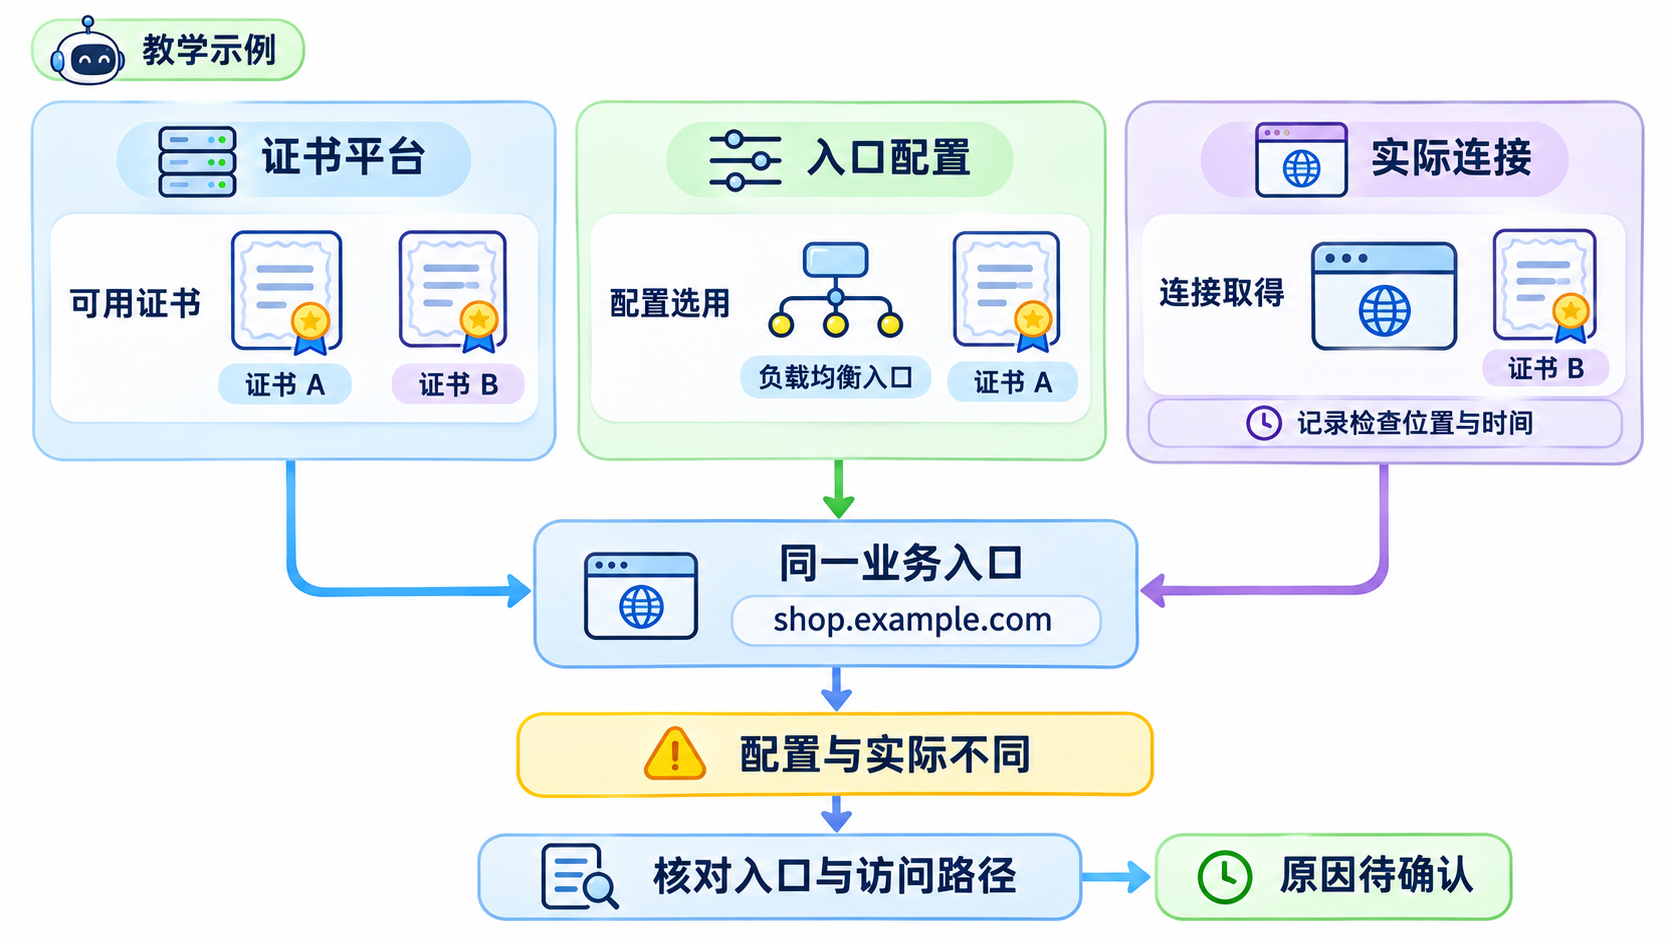 教学示例
证书平台
可用证书
证书 A
证书 B
入口配置
配置选用
负载均衡入口
证书 A
实际连接
连接取得
证书 B
记录检查位置与时间
同一业务入口
shop.example.com
配置与实际不同
核对入口与访问路径
原因待确认